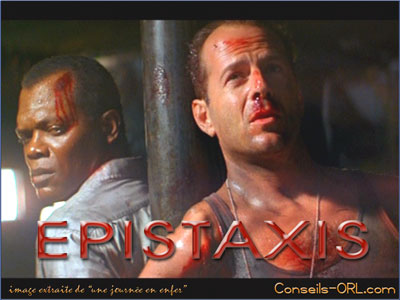 EPISTAXIS
image extraite de "une journée en enfer"
Conseils-ORL.com